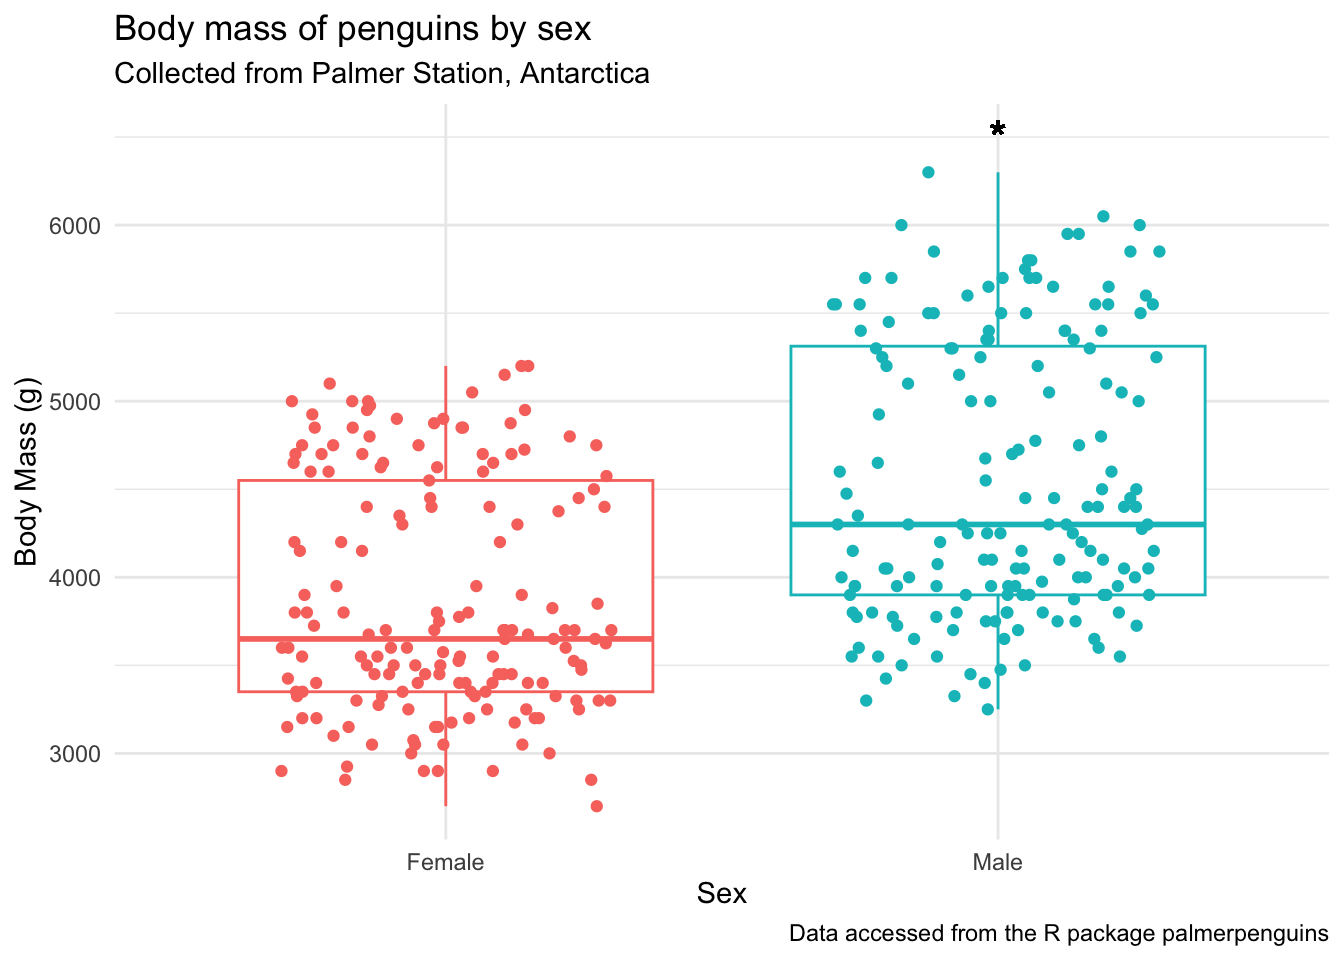 Body mass of penguins by sex
Collected from Palmer Station, Antarctica
*
6000
5000
4000
3000
Body Mass (g)
Female
Male
Sex
Data accessed from the R package palmerpenguins